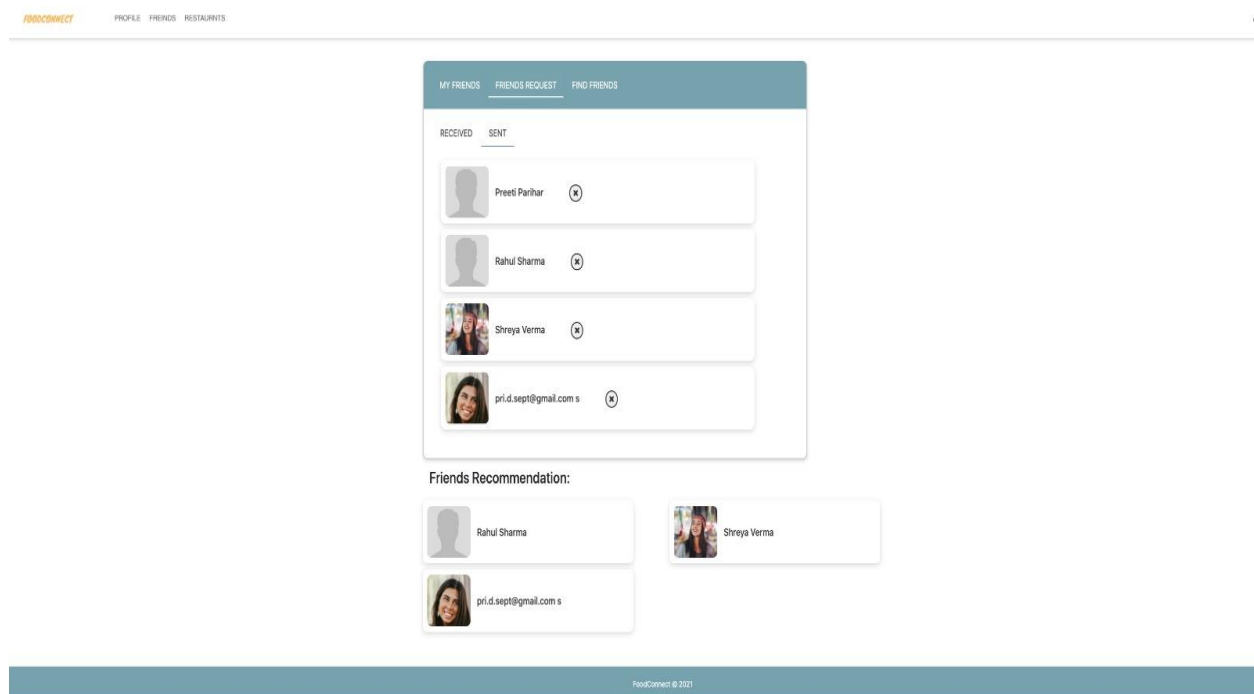 FOODCONNECT PROFILE FREINDS RESTAURNTS
MY FRIENDS FRIENDS REQUEST FIND FRIENDS
RECEIVED SENT
Preeti Parihar
Rahul Sharma
Shreya Verma
pri.d.sept@gmail.com s
Friends Recommendation:
Rahul Sharma Shreya Verma
pri.d.sept@gmail.com s
FoodConnect © 2021